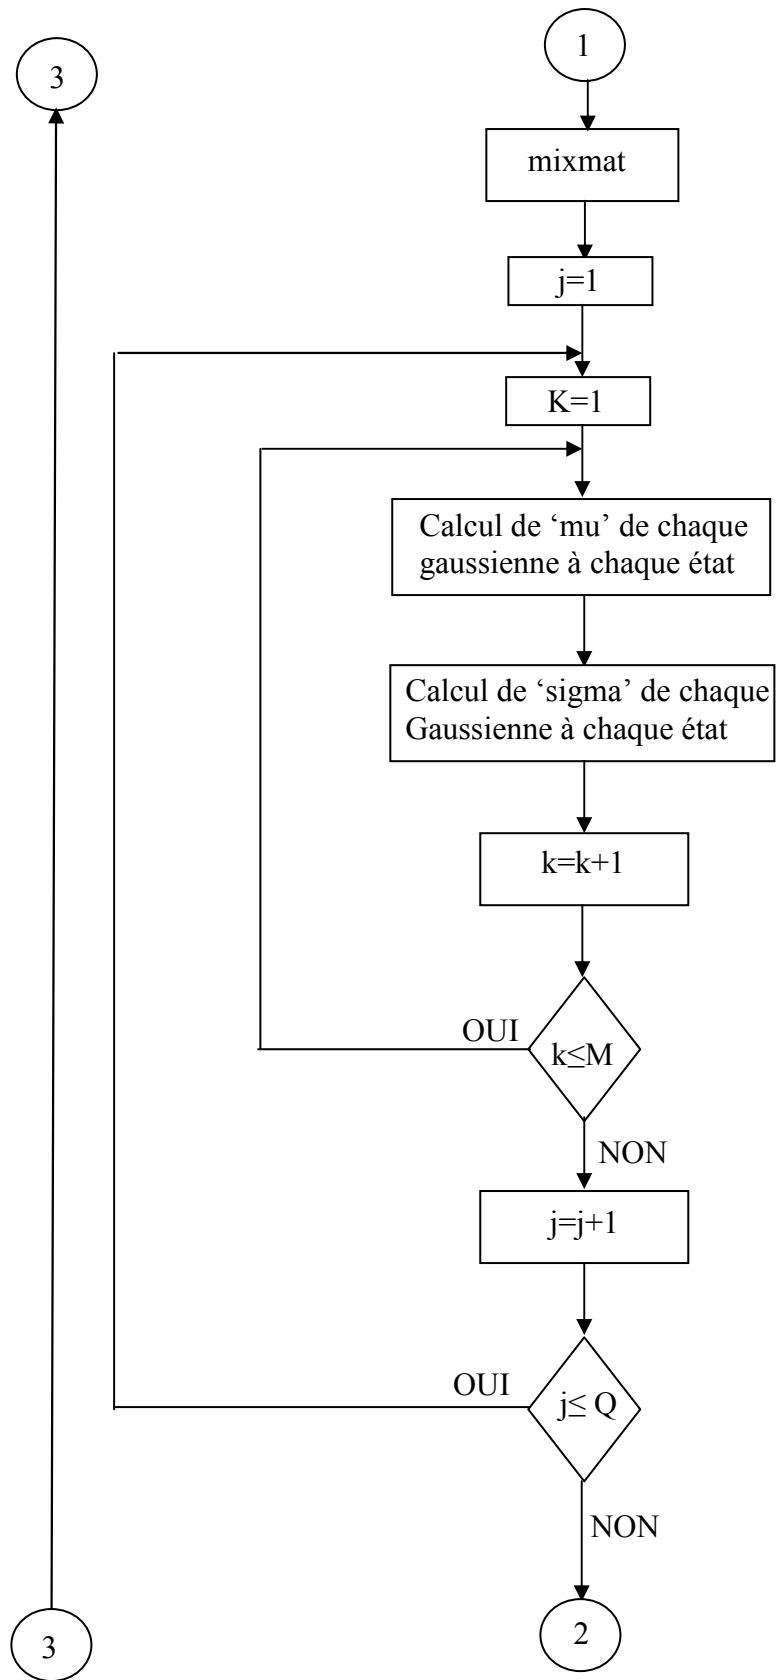 1
3
mixmat
j=1
K=1
Calcul de ‘mu’ de chaque
gaussienne à chaque état
Calcul de ‘sigma’ de chaque
Gaussienne à chaque état
k=k+1
OUI
k≤M
NON
j=j+1
OUI
j≤ Q
NON
3
2